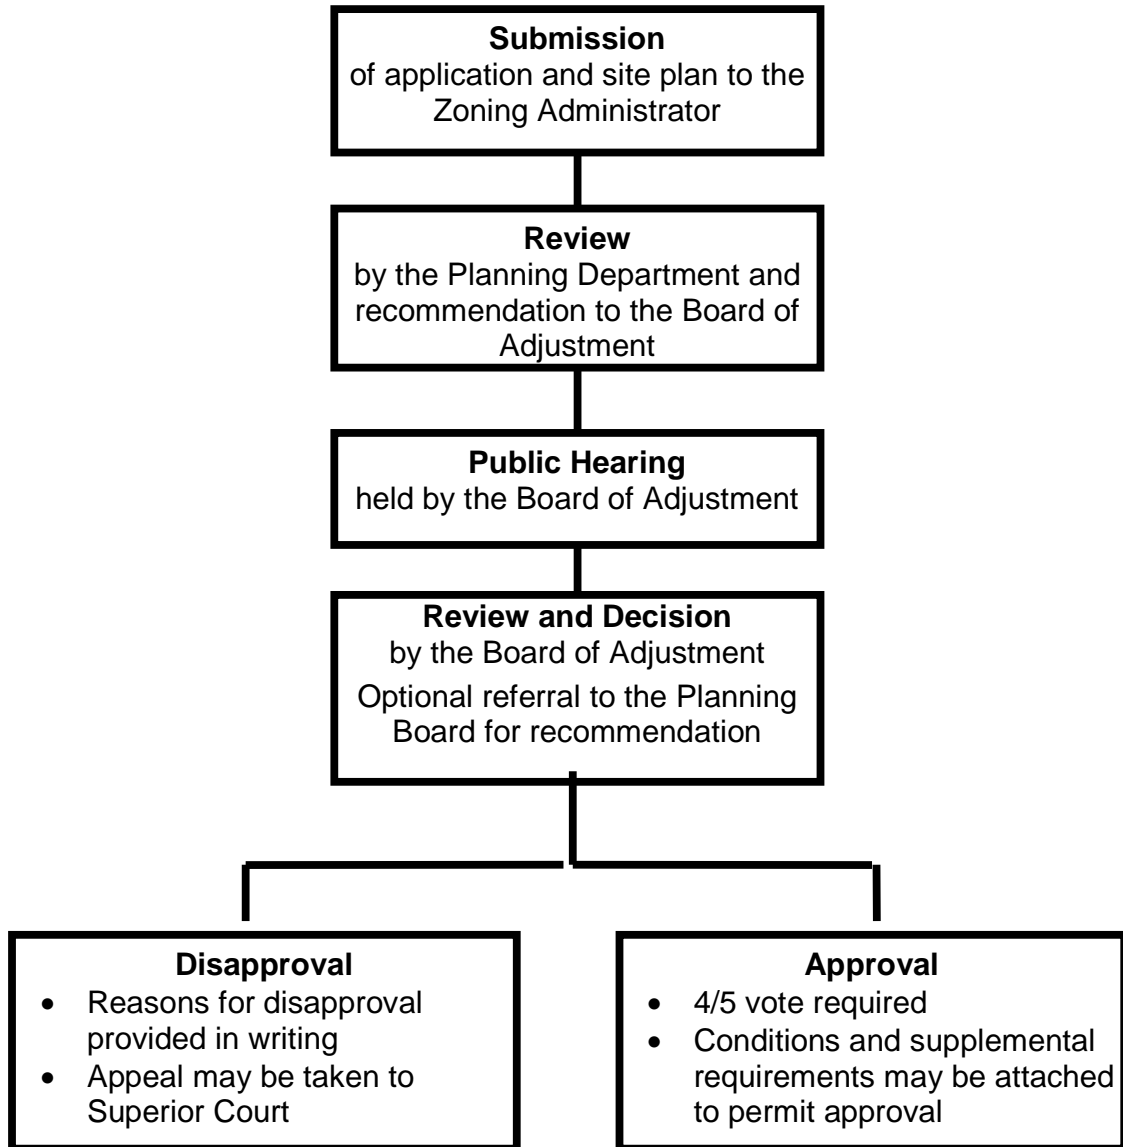 Submission
of application and site plan to the
Zoning Administrator
Review
by the Planning Department and
recommendation to the Board of
Adjustment
Public Hearing
held by the Board of Adjustment
Review and Decision
by the Board of Adjustment
Optional referral to the Planning
Board for recommendation
Disapproval
• Reasons for disapproval
provided in writing
• Appeal may be taken to
Superior Court
Approval
• 4/5 vote required
• Conditions and supplemental
requirements may be attached
to permit approval